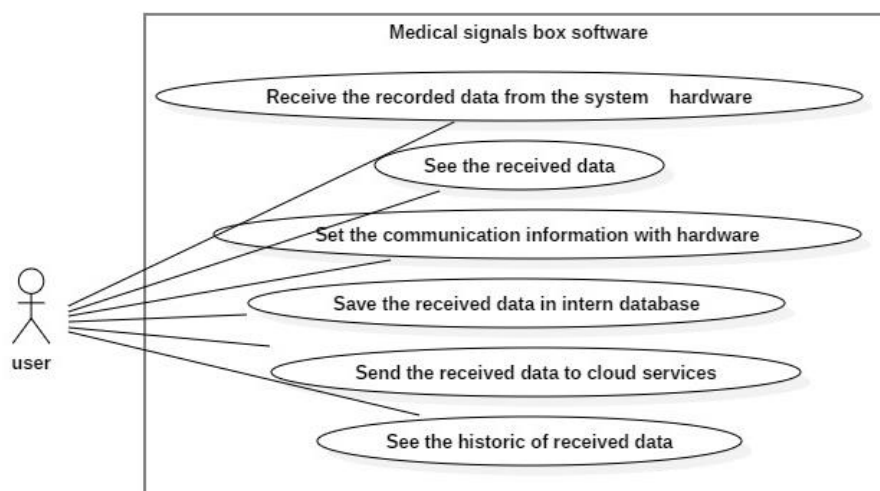 Medical signals box software
Receive the recorded data from the system hardware
See the received data
Set the communication information with hardware
Save the received data in intern database
Send the received data to cloud services
See the historic of received data
user